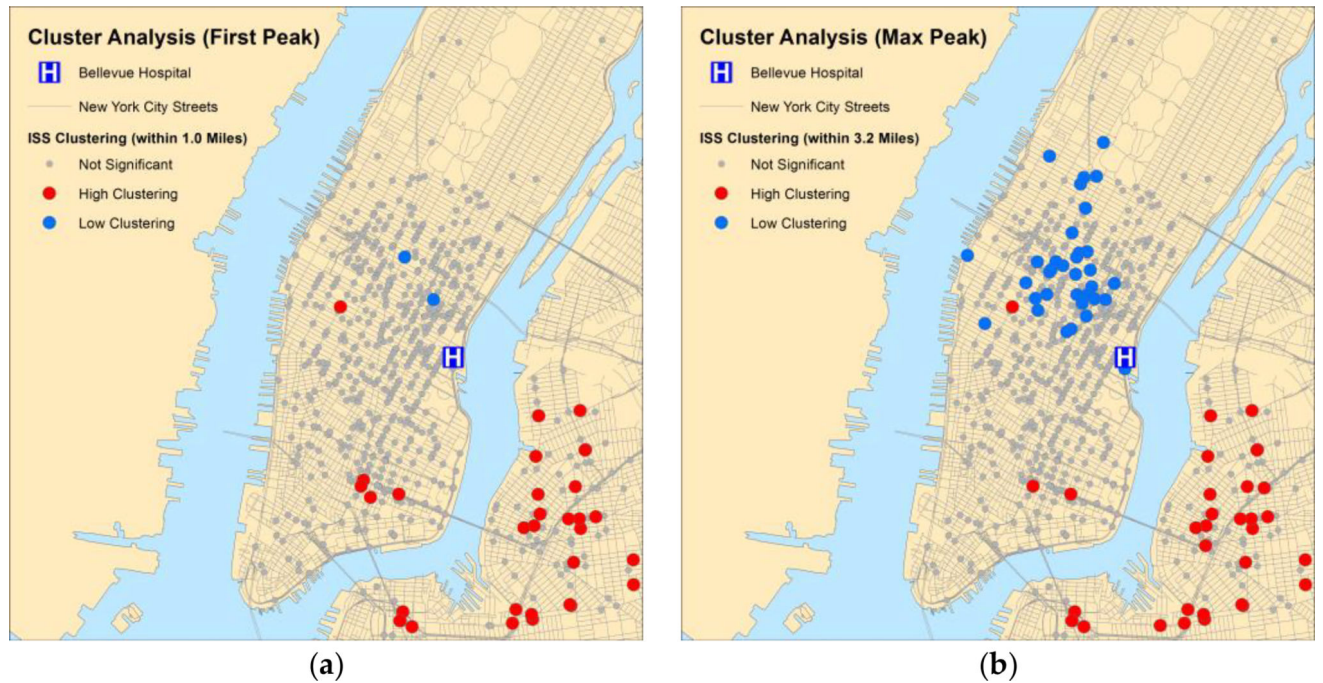 Cluster Analysis (First Peak)
H Bellevue Hospital
New York City Streets
ISS Clustering (within 1.0 Miles)
Not Significant
High Clustering
Low Clustering
H
(a)
Cluster Analysis (Max Peak)
H Bellevue Hospital
New York City Streets
ISS Clustering (within 3.2 Miles)
Not Significant
High Clustering
Low Clustering
H
(b)